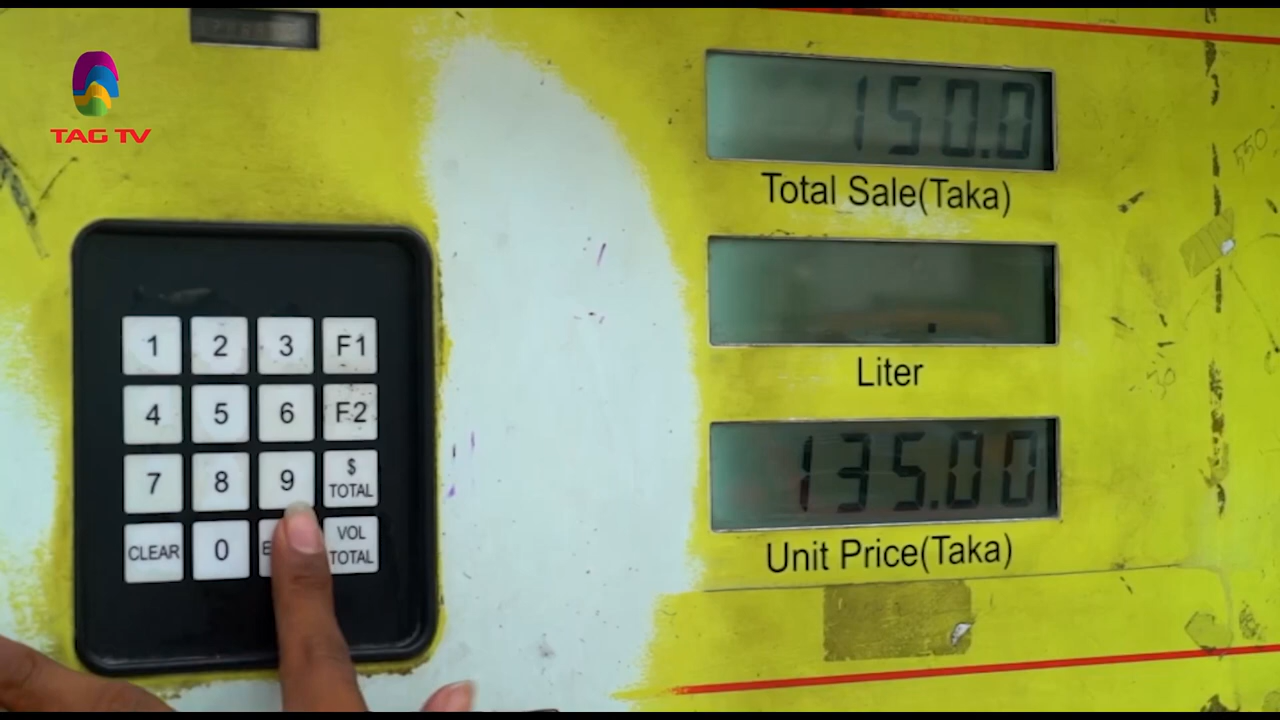 TAG TV
150.0
Total Sale(Taka)
Liter
135.00
Unit Price(Taka)
1 2 3 F1
4 5 6 F2
7 8 9 $ TOTAL
CLEAR 0 VOL TOTAL
550